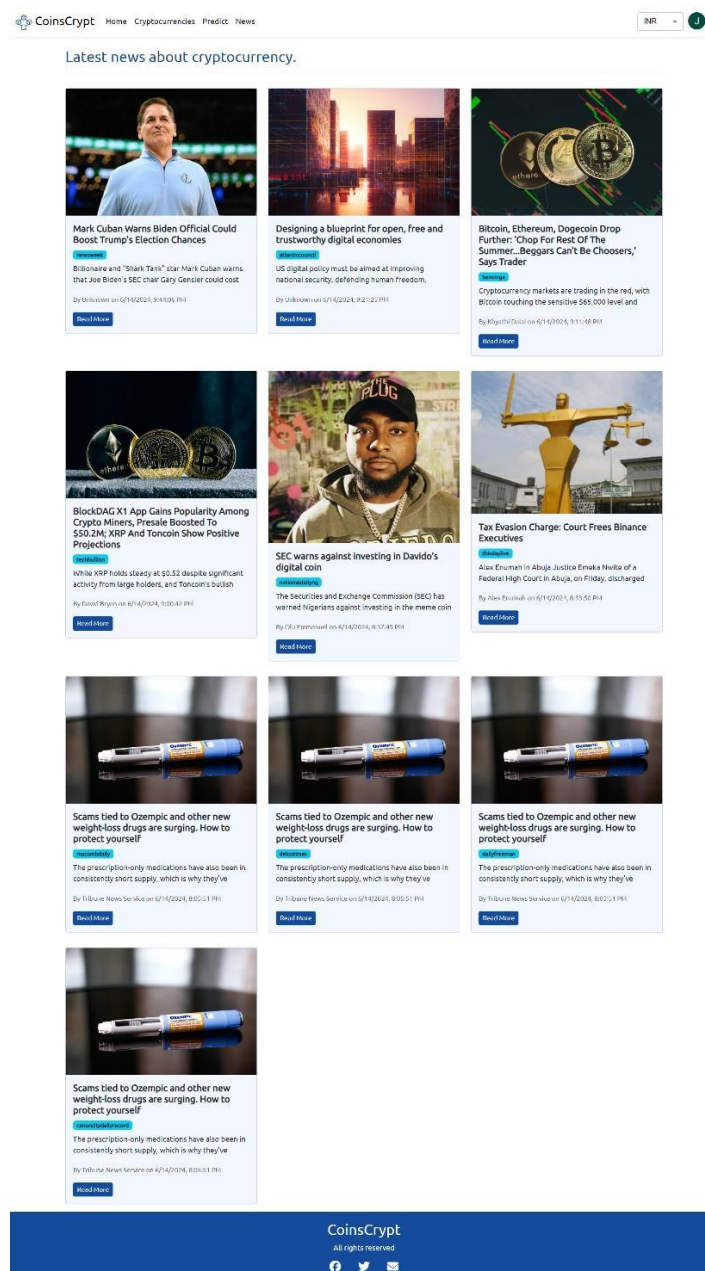 CoinsCrypt
Home Cryptocurrencies Predict News
INR
J
Latest news about cryptocurrency.
Mark Cuban Warns Biden Official Could
Boost Trump's Election Chances
newsweek
Billionaire and "Shark Tank" star Mark Cuban warns
that Joe Biden's SEC chair Gary Gensler could cost
By Unknown on 6/14/2024, 9:44:06 PM
Read More
Designing a blueprint for open, free and
trustworthy digital economies
atlanticcouncil
US digital policy must be aimed at improving
national security, defending human freedom,
By Unknown on 6/14/2024, 9:21:25 PM
Read More
ethere
Bitcoin, Ethereum, Dogecoin Drop
Further: 'Chop For Rest Of The
Summer...Beggars Can't Be Choosers,'
Says Trader
benzinga
Cryptocurrency markets are trading in the red, with
Bitcoin touching the sensitive $65,000 level and
By Khyathi Dalal on 6/14/2024, 9:11:48 PM
Read More
ethere
BlockDAG X1 App Gains Popularity Among
Crypto Miners, Presale Boosted To
$50.2M; XRP And Toncoin Show Positive
Projections
techbullion
While XRP holds steady at $0.52 despite significant
activity from large holders, and Toncoin's bullish
By David Bryan on 6/14/2024, 9:00:42 PM
Read More
THE
PLUG
SEC warns against investing in Davido's
digital coin
nationaldailyng
The Securities and Exchange Commission (SEC) has
warned Nigerians against investing in the meme coin
By Olu Emmanuel on 6/14/2024, 8:57:49 PM
Read More
Tax Evasion Charge: Court Frees Binance
Executives
thisdaylive
Alex Enumah in Abuja Justice Emeka Nwite of a
Federal High Court in Abuja, on Friday, discharged
By Alex Enumah on 6/14/2024, 8:53:50 PM
Read More
OZEMPIC
Scams tied to Ozempic and other new
weight-loss drugs are surging. How to
protect yourself
macombdaily
The prescription-only medications have also been in
consistently short supply, which is why they've
By Tribune News Service on 6/14/2024, 8:05:51 PM
Read More
OZEMPIC
Scams tied to Ozempic and other new
weight-loss drugs are surging. How to
protect yourself
delcotimes
The prescription-only medications have also been in
consistently short supply, which is why they've
By Tribune News Service on 6/14/2024, 8:05:51 PM
Read More
OZEMPIC
Scams tied to Ozempic and other new
weight-loss drugs are surging. How to
protect yourself
dailyfreeman
The prescription-only medications have also been in
consistently short supply, which is why they've
By Tribune News Service on 6/14/2024, 8:05:51 PM
Read More
OZEMPIC
Scams tied to Ozempic and other new
weight-loss drugs are surging. How to
protect yourself
canoncitydailyrecord
The prescription-only medications have also been in
consistently short supply, which is why they've
By Tribune News Service on 6/14/2024, 8:05:51 PM
Read More
CoinsCrypt
All rights reserved